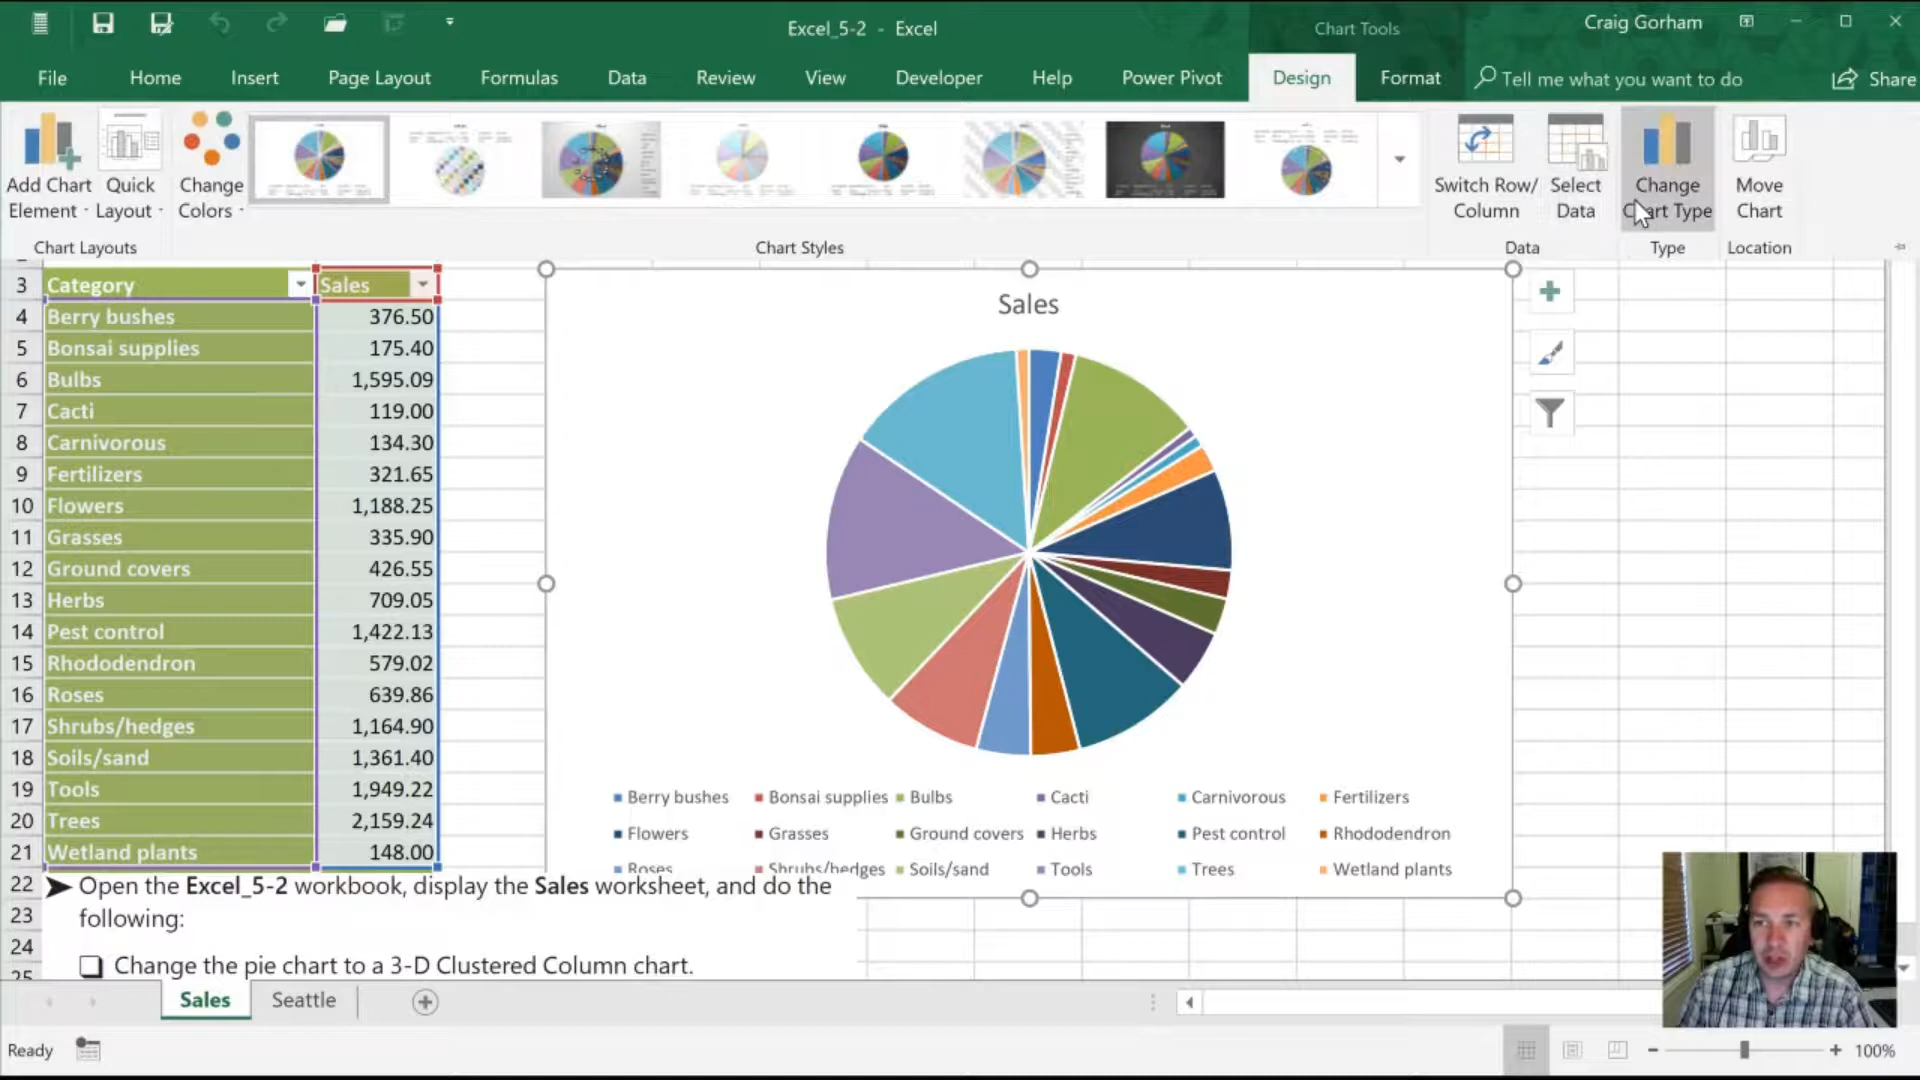 Excel_5-2 - Excel
Chart Tools
Craig Gorham
File
Home
Insert
Page Layout
Formulas
Data
Review
View
Developer
Help
Power Pivot
Design
Format
Tell me what you want to do
Share
Add Chart
Element
Quick
Layout
Change
Colors
Switch Row/
Column
Select
Data
Change
Chart Type
Move
Chart
Chart Layouts
Chart Styles
Data
Type
Location
3 Category Sales
4 Berry bushes 376.50
5 Bonsai supplies 175.40
6 Bulbs 1,595.09
7 Cacti 119.00
8 Carnivorous 134.30
9 Fertilizers 321.65
10 Flowers 1,188.25
11 Grasses 335.90
12 Ground covers 426.55
13 Herbs 709.05
14 Pest control 1,422.13
15 Rhododendron 579.02
16 Roses 639.86
17 Shrubs/hedges 1,164.90
18 Soils/sand 1,361.40
19 Tools 1,949.22
20 Trees 2,159.24
21 Wetland plants 148.00
22
23
24
25
Sales
Berry bushes Bonsai supplies Bulbs Cacti Carnivorous Fertilizers
Flowers Grasses Ground covers Herbs Pest control Rhododendron
Roses Shrubs/hedges Soils/sand Tools Trees Wetland plants
➤ Open the Excel_5-2 workbook, display the Sales worksheet, and do the
following:
❑ Change the pie chart to a 3-D Clustered Column chart.
Sales
Seattle
Ready
100%